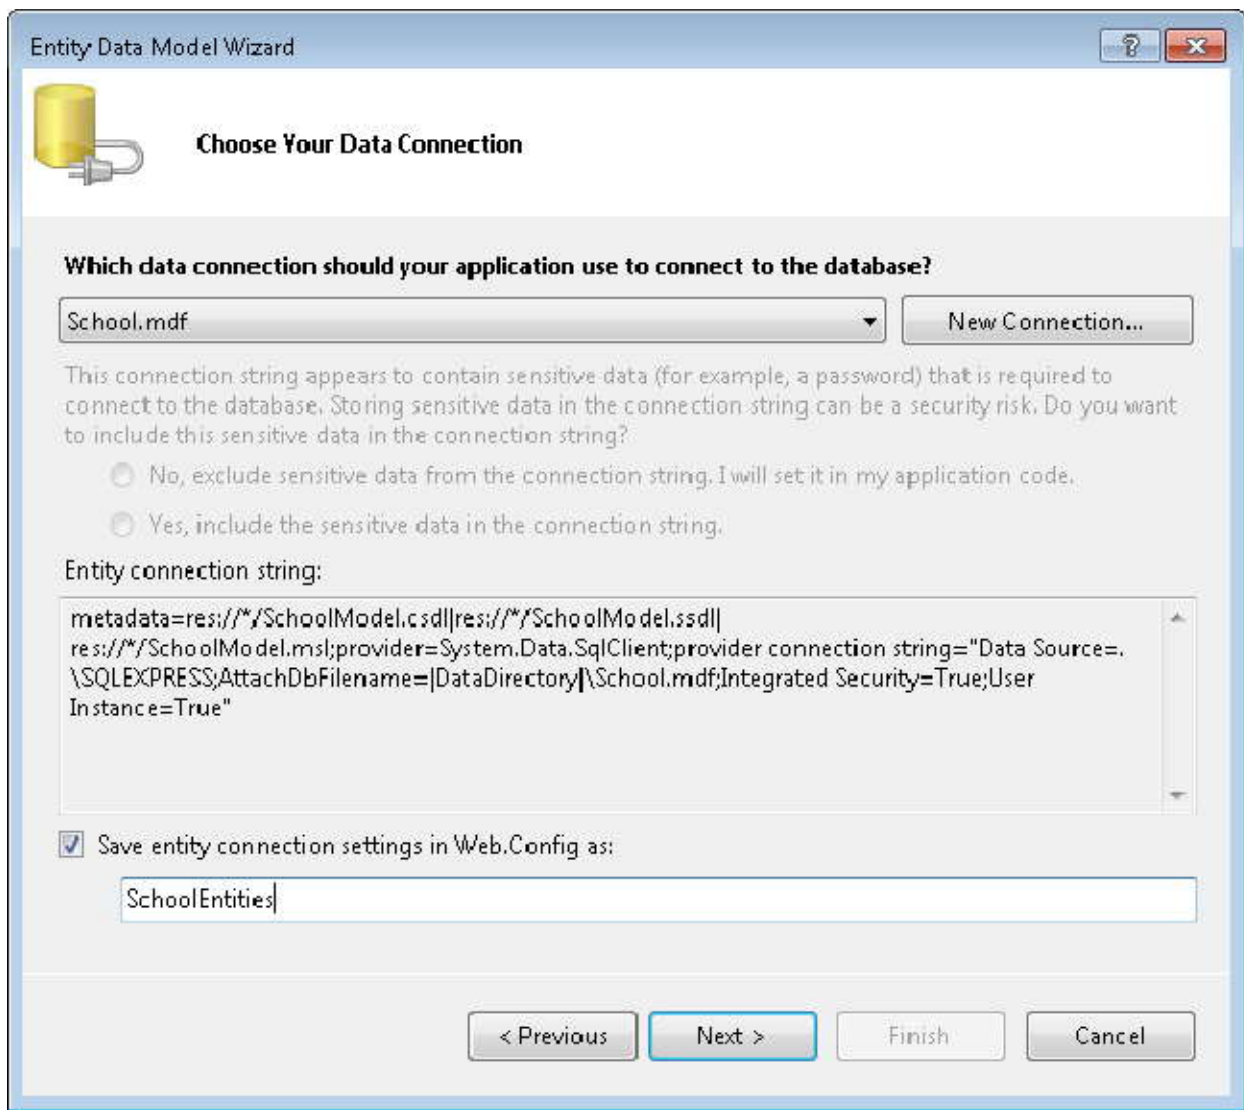 Entity Data Model Wizard
Choose Your Data Connection
Which data connection should your application use to connect to the database?
School.mdf
New Connection...
This connection string appears to contain sensitive data (for example, a password) that is required to
connect to the database. Storing sensitive data in the connection string can be a security risk. Do you want
to include this sensitive data in the connection string?
No, exclude sensitive data from the connection string. I will set it in my application code.
Yes, include the sensitive data in the connection string.
Entity connection string:
metadata=res://*/SchoolModel.csdl|res://*/SchoolModel.ssdl|
res://*/SchoolModel.msl;provider=System.Data.SqlClient;provider connection string="Data Source=.
\SQLEXPRESS;AttachDbFilename=|DataDirectory|\School.mdf;Integrated Security=True;User
Instance=True"
Save entity connection settings in Web.Config as:
SchoolEntities
< Previous
Next >
Finish
Cancel